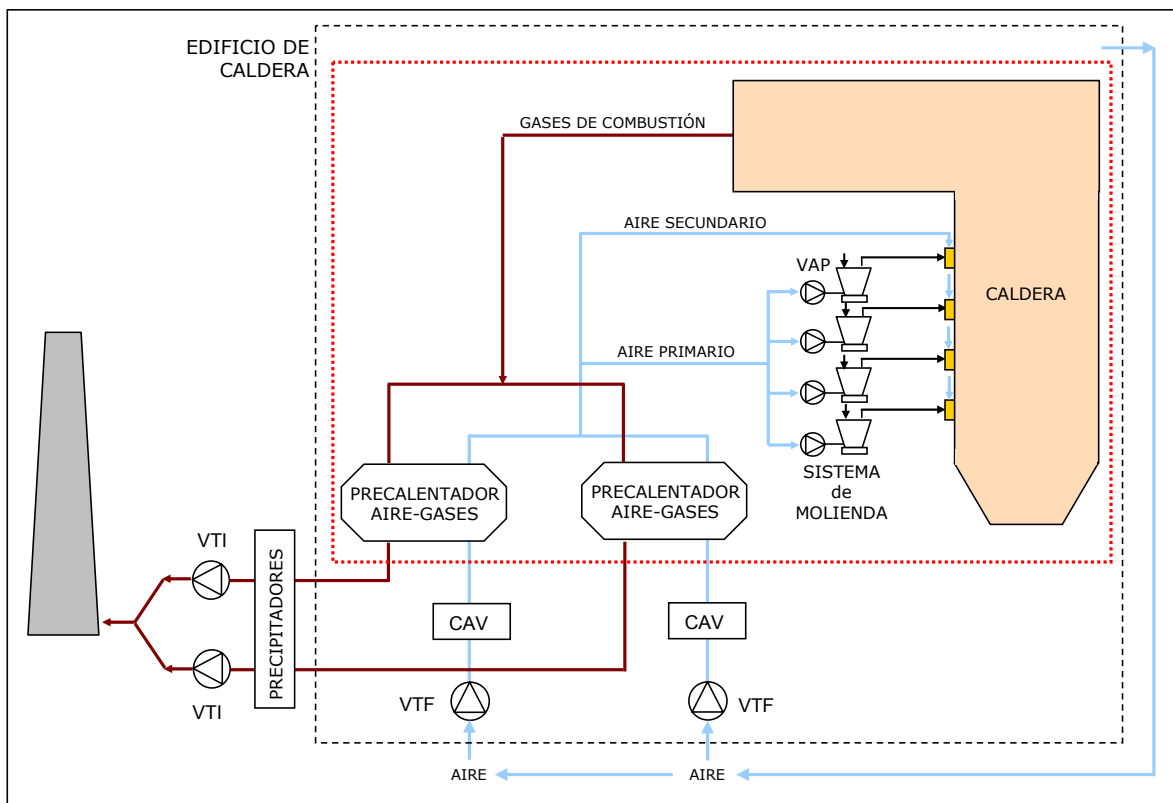 EDIFICIO DE
CALDERA
GASES DE COMBUSTIÓN
AIRE SECUNDARIO
VAP
CALDERA
AIRE PRIMARIO
SISTEMA
de
MOLIENDA
PRECALENTADOR
AIRE-GASES
PRECALENTADOR
AIRE-GASES
VTI
PRECIPITADORES
CAV
CAV
VTI
VTF
VTF
AIRE
AIRE